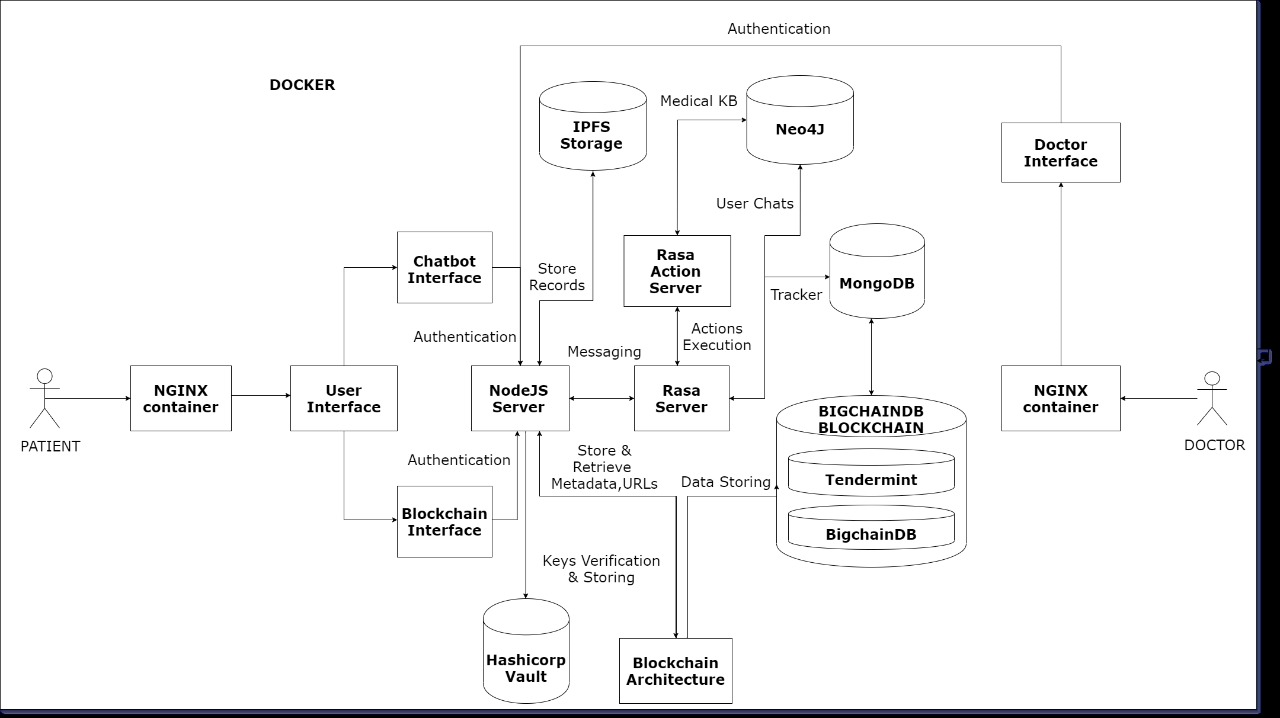 Authentication
DOCKER
IPFS
Storage
Medical KB
Neo4J
Doctor
Interface
User Chats
Chatbot
Interface
Store
Records
Rasa
Action
Server
MongoDB
Tracker
Authentication
Messaging
Actions
Execution
NGINX
container
User
Interface
NodeJS
Server
Rasa
Server
BIGCHAINDB
BLOCKCHAIN
NGINX
container
PATIENT
DOCTOR
Authentication
Store &
Retrieve
Metadata,URLs
Data Storing
Tendermint
Blockchain
Interface
BigchainDB
Keys Verification
& Storing
Hashicorp
Vault
Blockchain
Architecture